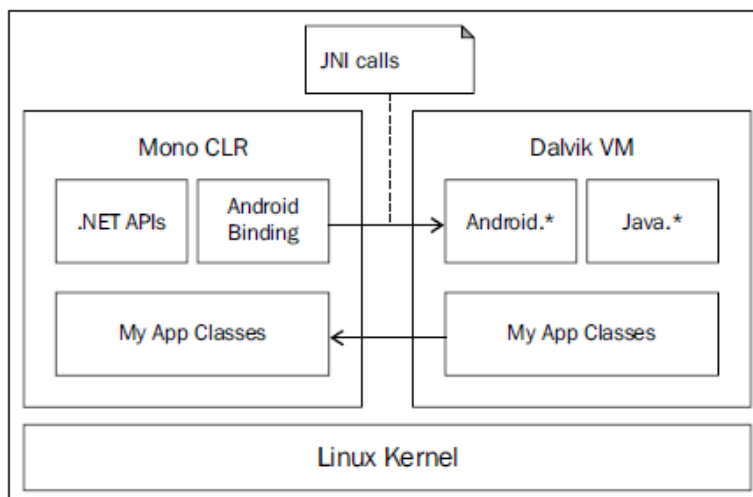 JNI calls
Mono CLR
Dalvik VM
.NET APIs
Android
Binding
Android.*
Java.*
My App Classes
My App Classes
Linux Kernel